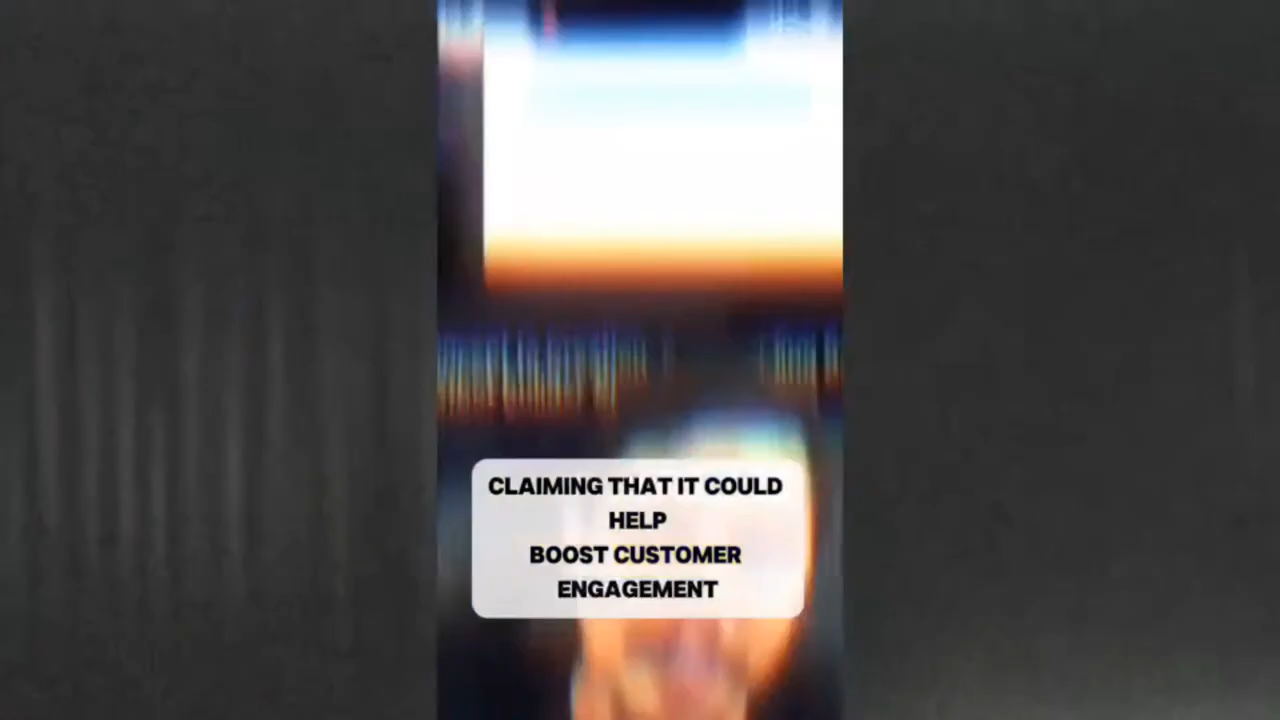 CLAIMING THAT IT COULD
HELP
BOOST CUSTOMER
ENGAGEMENT